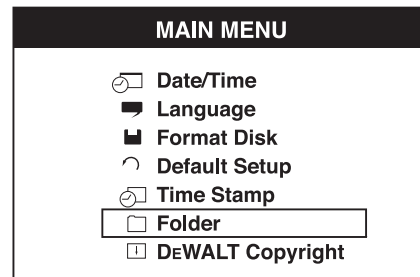 MAIN MENU
Date/Time
Language
Format Disk
Default Setup
Time Stamp
Folder
DEWALT Copyright